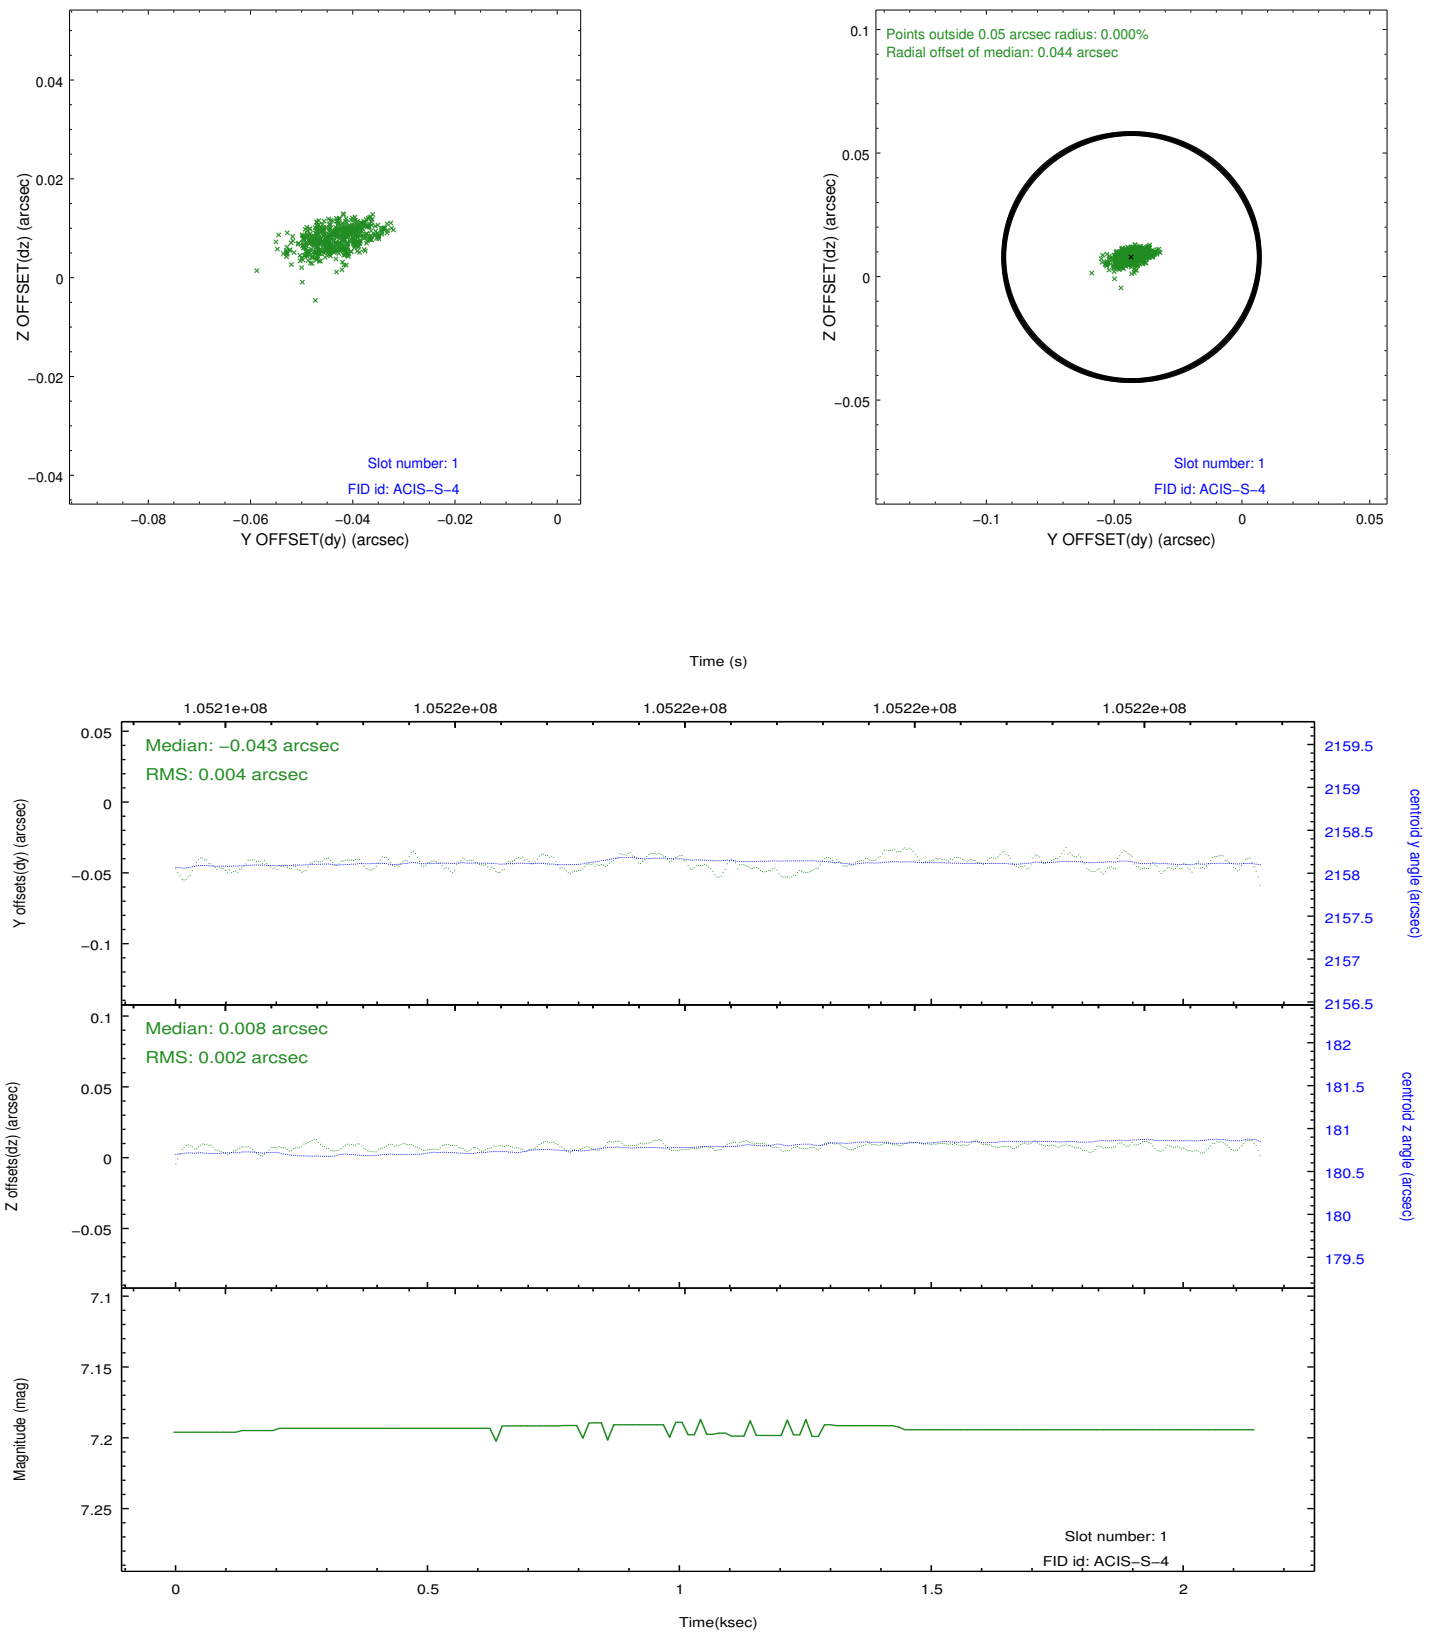 0.04
0.02
0
−0.02
−0.04
Z OFFSET(dz) (arcsec)
Slot number: 1
FID id: ACIS−S−4
−0.08
−0.06
−0.04
−0.02
0
Y OFFSET(dy) (arcsec)
Points outside 0.05 arcsec radius: 0.000%
Radial offset of median: 0.044 arcsec
0.1
0.05
0
−0.05
Z OFFSET(dz) (arcsec)
Slot number: 1
FID id: ACIS−S−4
−0.1
−0.05
0
0.05
Y OFFSET(dy) (arcsec)
Time (s)
1.0521e+08
1.0522e+08
1.0522e+08
1.0522e+08
1.0522e+08
Median: −0.043 arcsec
RMS: 0.004 arcsec
0.05
0
−0.05
−0.1
Y offsets(dy) (arcsec)
2159.5
2159
2158.5
2158
2157.5
2157
2156.5
centroid y angle (arcsec)
Median: 0.008 arcsec
RMS: 0.002 arcsec
0.1
0.05
0
−0.05
Z offsets(dz) (arcsec)
182
181.5
181
180.5
180
179.5
centroid z angle (arcsec)
7.1
7.15
7.2
7.25
Magnitude (mag)
Slot number: 1
FID id: ACIS−S−4
0
0.5
1
1.5
2
Time(ksec)